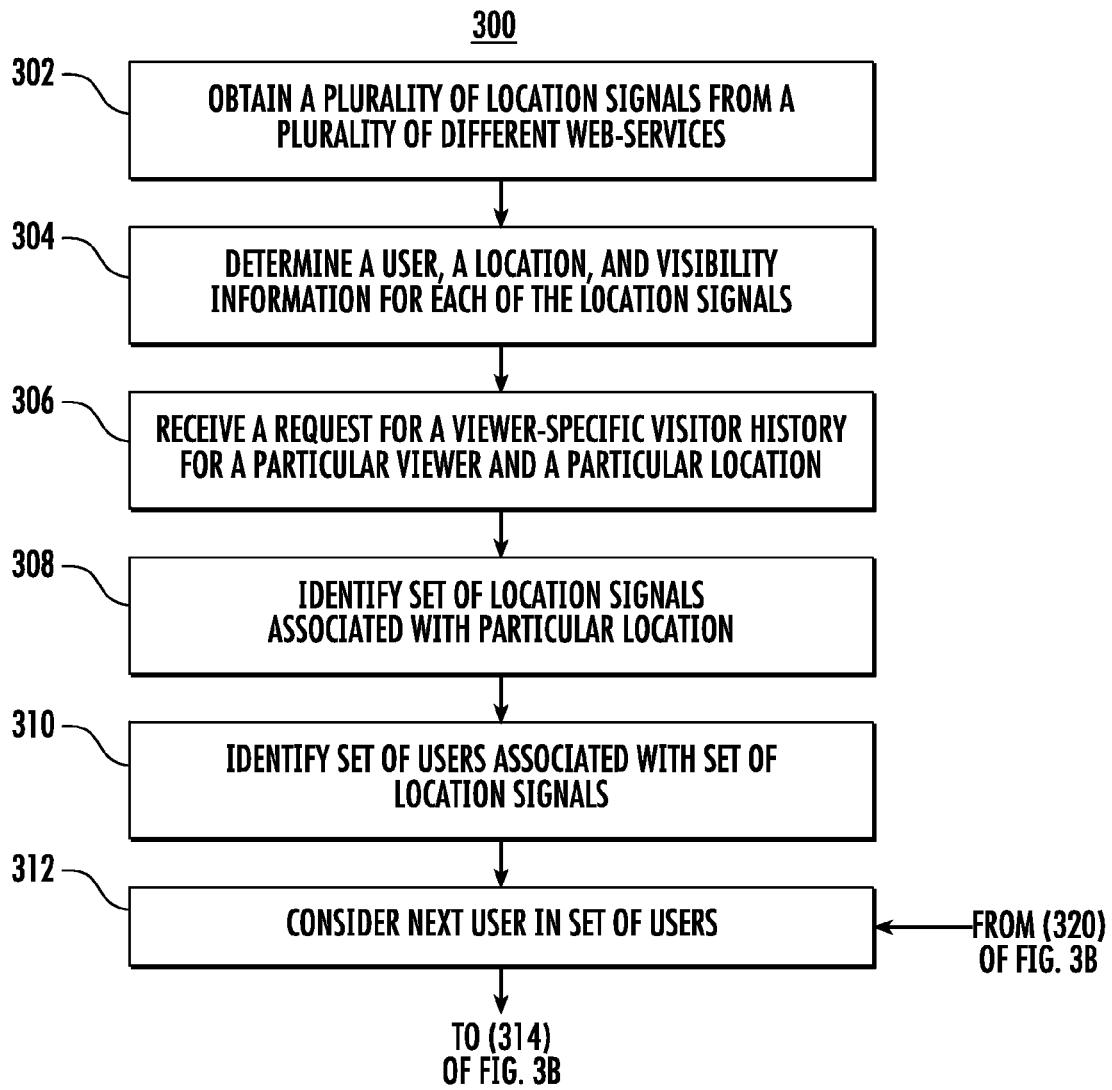 300
302
OBTAIN A PLURALITY OF LOCATION SIGNALS FROM A
PLURALITY OF DIFFERENT WEB-SERVICES
304
DETERMINE A USER, A LOCATION, AND VISIBILITY
INFORMATION FOR EACH OF THE LOCATION SIGNALS
306
RECEIVE A REQUEST FOR A VIEWER-SPECIFIC VISITOR HISTORY
FOR A PARTICULAR VIEWER AND A PARTICULAR LOCATION
308
IDENTIFY SET OF LOCATION SIGNALS
ASSOCIATED WITH PARTICULAR LOCATION
310
IDENTIFY SET OF USERS ASSOCIATED WITH SET OF
LOCATION SIGNALS
312
CONSIDER NEXT USER IN SET OF USERS
FROM (320)
OF FIG. 3B
TO (314)
OF FIG. 3B